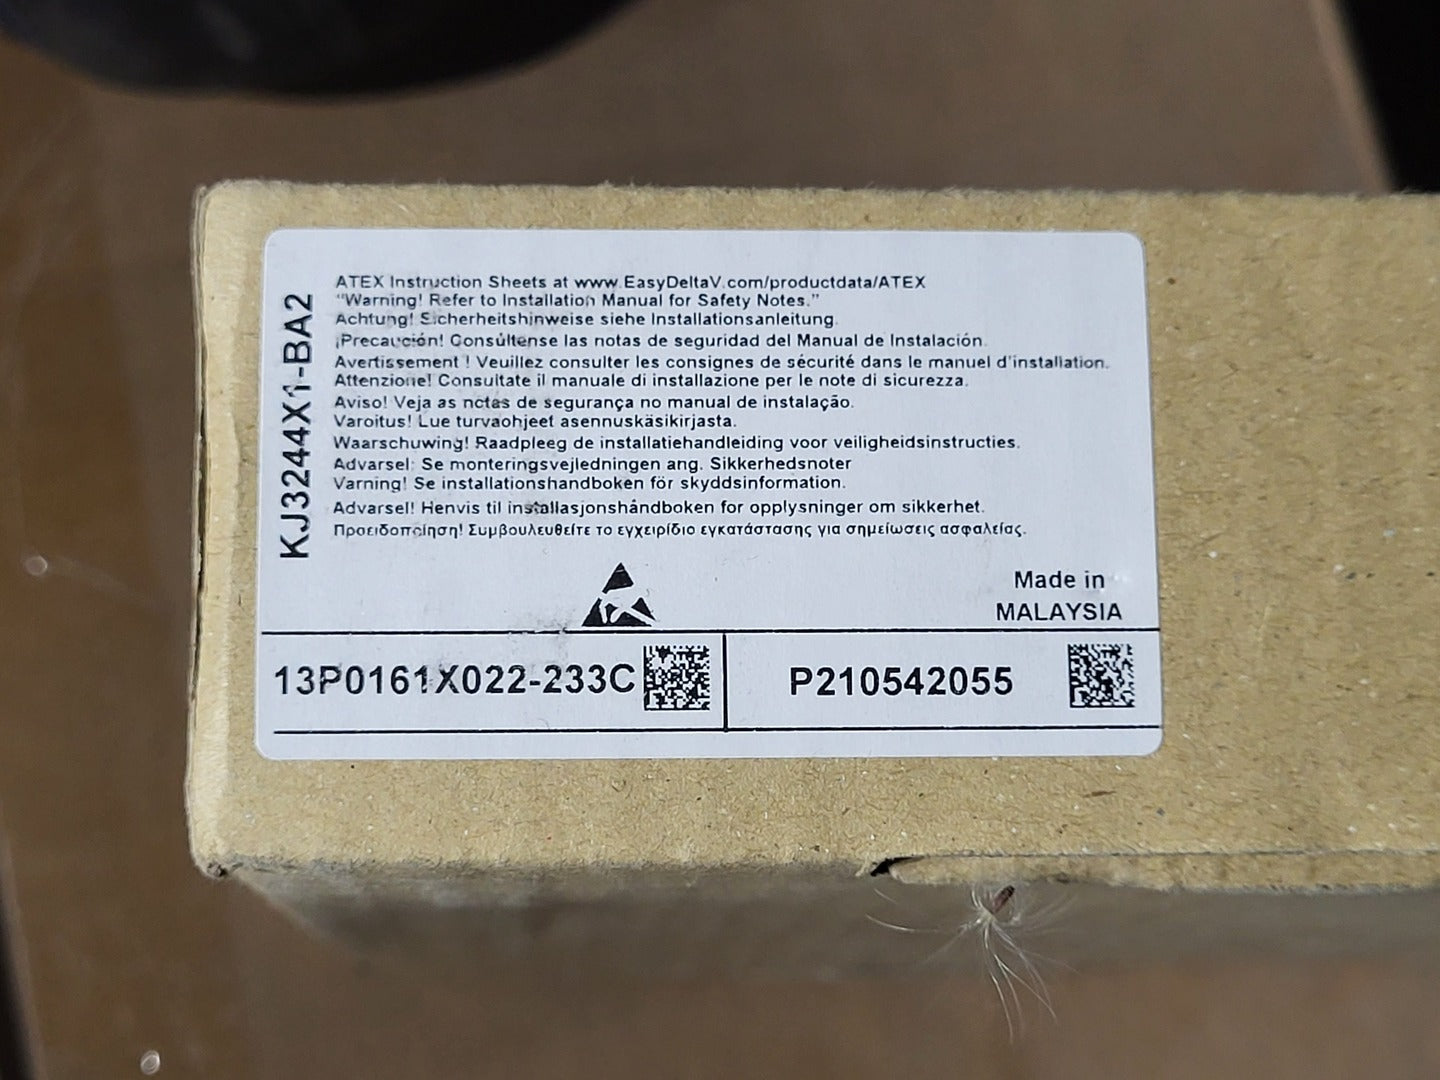 KJ3244X1-BA2
ATEX Instruction Sheets at www.EasyDeltaV.com/productdata/ATEX
"Warning! Refer to Installation Manual for Safety Notes."
Achtung! Sicherheitshinweise siehe Installationsanleitung.
¡Precaución! Consúltense las notas de seguridad del Manual de Instalación.
Avertissement ! Veuillez consulter les consignes de sécurité dans le manuel d'installation.
Attenzione! Consultate il manuale di installazione per le note di sicurezza.
Aviso! Veja as notas de segurança no manual de instalação.
Varoitus! Lue turvaohjeet asennuskäsikirjasta.
Waarschuwing! Raadpleeg de installatiehandleiding voor veiligheidsinstructies.
Advarsel: Se monteringsvejledningen ang. Sikkerhedsnoter
Varning! Se installationshandboken för skyddsinformation.
Advarsel! Henvis til installasjonshåndboken for opplysninger om sikkerhet.
Προειδοποίηση! Συμβουλευθείτε το εγχειρίδιο εγκατάστασης για σημείωσεις ασφαλείας.
Made in
MALAYSIA
13P0161X022-233C
P210542055